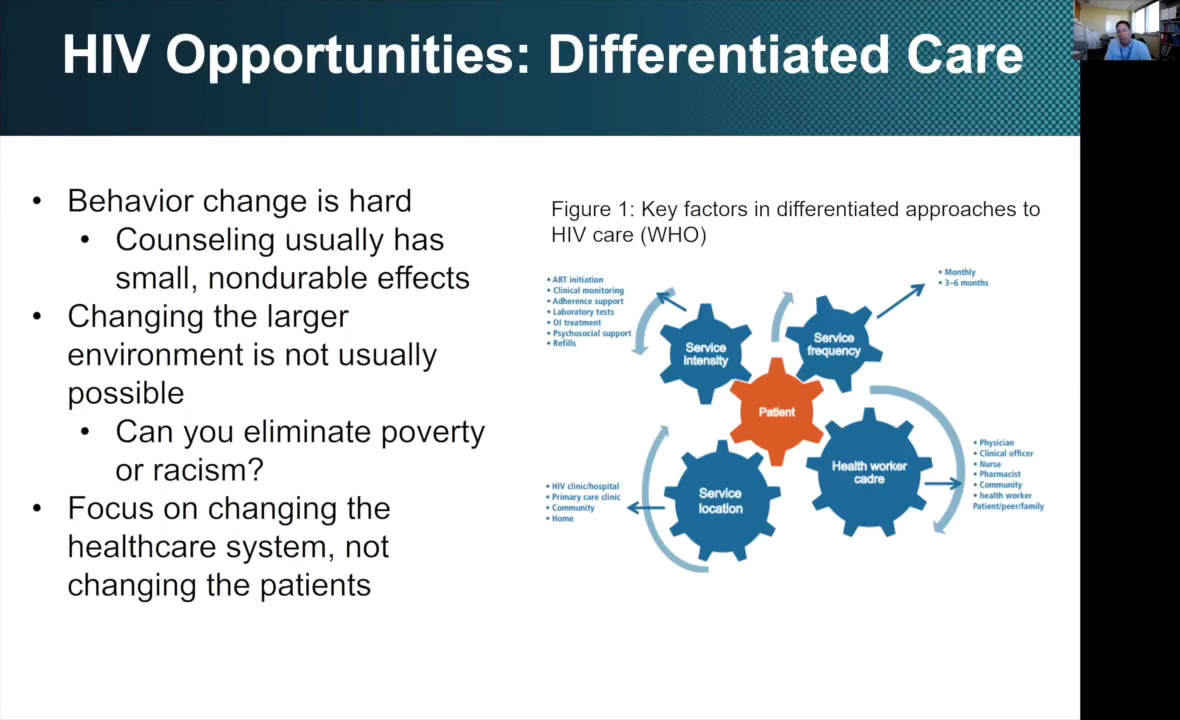 HIV Opportunities: Differentiated Care
• Behavior change is hard
• Counseling usually has
small, nondurable effects
• Changing the larger
environment is not usually
possible
• Can you eliminate poverty
or racism?
• Focus on changing the
healthcare system, not
changing the patients
Figure 1: Key factors in differentiated approaches to
HIV care (WHO)
• ART initiation
• Clinical monitoring
• Adherence support
• Laboratory tests
• OI treatment
• Psychosocial support
• Refills
Service
intensity
Service
frequency
• Monthly
• 3–6 months
Patient
Health worker
cadre
• Physician
• Clinical officer
• Nurse
• Pharmacist
• Community
• health worker
Patient/peer/family
Service
location
• HIV clinic/hospital
• Primary care clinic
• Community
• Home